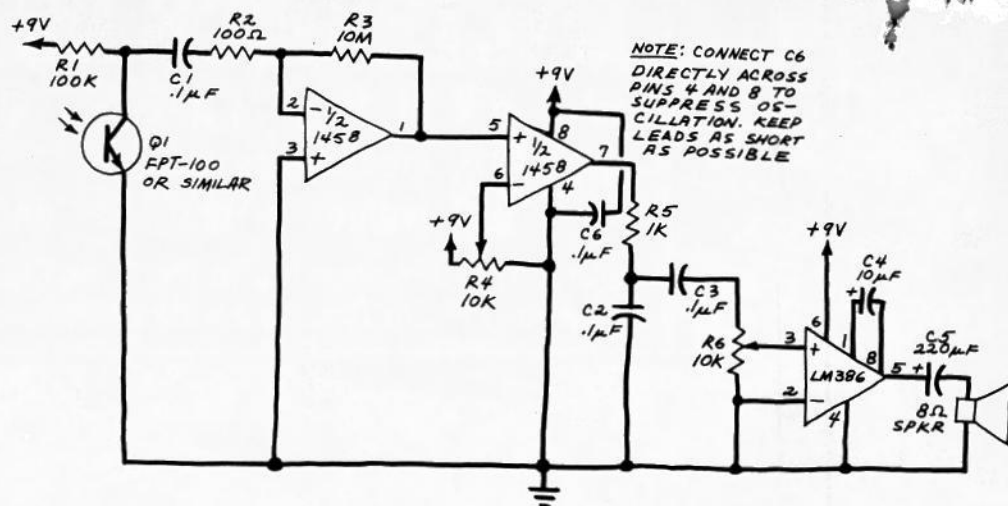 +9V
R1
100K
C1
.1µF
R2
100Ω
R3
10M
Q1
FPT-100
OR SIMILAR
2
3
-
+
1/2
1458
1
+9V
8
5
6
+
-
1/2
1458
7
4
NOTE: CONNECT C6
DIRECTLY ACROSS
PINS 4 AND 8 TO
SUPPRESS OS-
CILLATION. KEEP
LEADS AS SHORT
AS POSSIBLE
+9V
R4
10K
C6
.1µF
R5
1K
C2
.1µF
C3
.1µF
R6
10K
+9V
6
3
2
+
-
LM386
4
1
8
5
C4
10µF
+
C5
220µF
+
8Ω
SPKR